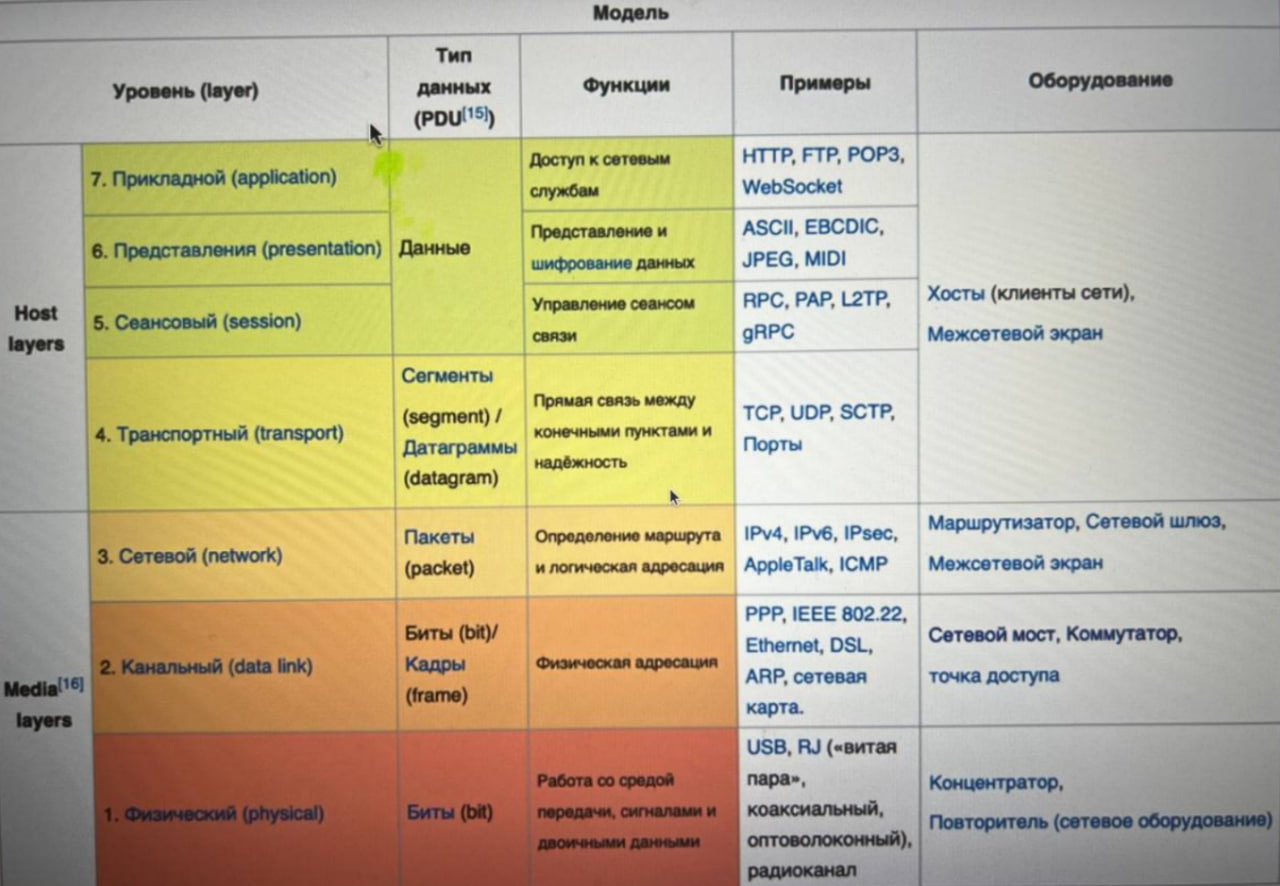 Модель
Уровень (layer)
Тип
данных
(PDU[15])
Функции
Примеры
Оборудование
Host
layers
7. Прикладной (application)
Данные
Доступ к сетевым
службам
HTTP, FTP, POP3,
WebSocket
Хосты (клиенты сети),
Межсетевой экран
6. Представления (presentation)
Представление и
шифрование данных
ASCII, EBCDIC,
JPEG, MIDI
5. Сеансовый (session)
Управление сеансом
связи
RPC, PAP, L2TP,
gRPC
4. Транспортный (transport)
Сегменты
(segment) /
Датаграммы
(datagram)
Прямая связь между
конечными пунктами и
надёжность
TCP, UDP, SCTP,
Порты
Media[16]
layers
3. Сетевой (network)
Пакеты
(packet)
Определение маршрута
и логическая адресация
IPv4, IPv6, IPsec,
AppleTalk, ICMP
Маршрутизатор, Сетевой шлюз,
Межсетевой экран
2. Канальный (data link)
Биты (bit)/
Кадры
(frame)
Физическая адресация
PPP, IEEE 802.22,
Ethernet, DSL,
ARP, сетевая
карта.
Сетевой мост, Коммутатор,
точка доступа
1. Физический (physical)
Биты (bit)
Работа со средой
передачи, сигналами и
двоичными данными
USB, RJ («витая
пара»,
коаксиальный,
оптоволоконный),
радиоканал
Концентратор,
Повторитель (сетевое оборудование)